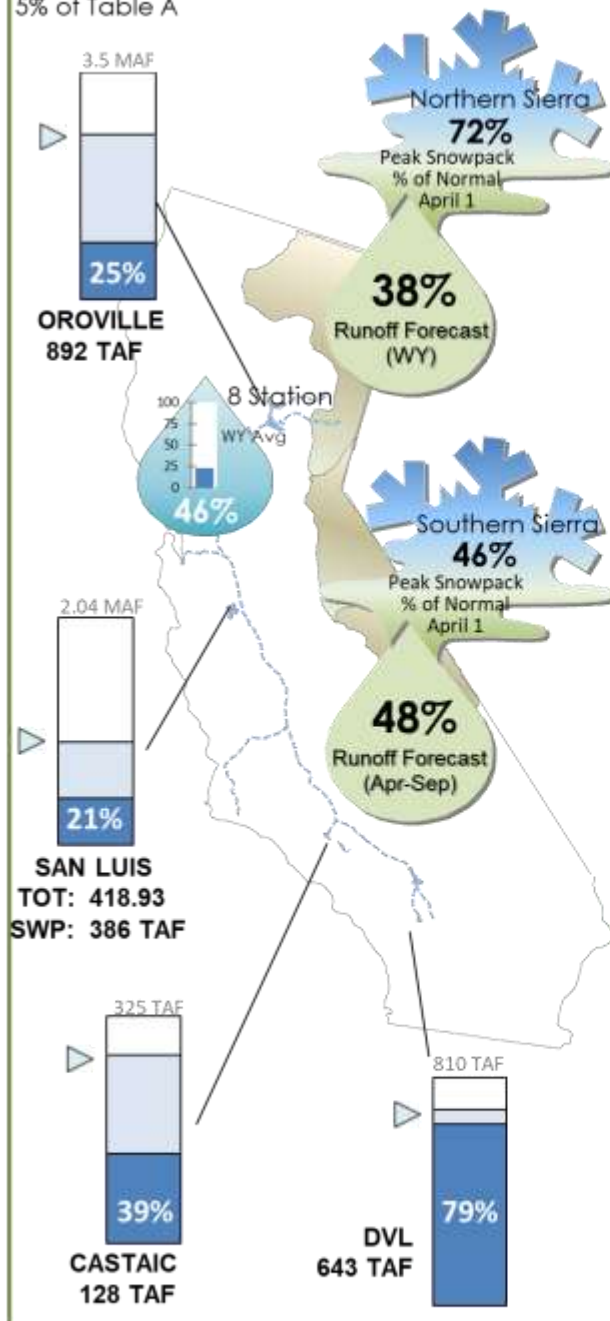 5% of Table A
3.5 MAF
25%
OROVILLE
892 TAF
Northern Sierra
72%
Peak Snowpack
% of Normal
April 1
38%
Runoff Forecast
(WY)
8 Station
WY Avg
100
75
50
25
0
46%
Southern Sierra
46%
Peak Snowpack
% of Normal
April 1
48%
Runoff Forecast
(Apr-Sep)
2.04 MAF
21%
SAN LUIS
TOT: 418.93
SWP: 386 TAF
325 TAF
39%
CASTAIC
128 TAF
810 TAF
79%
DVL
643 TAF